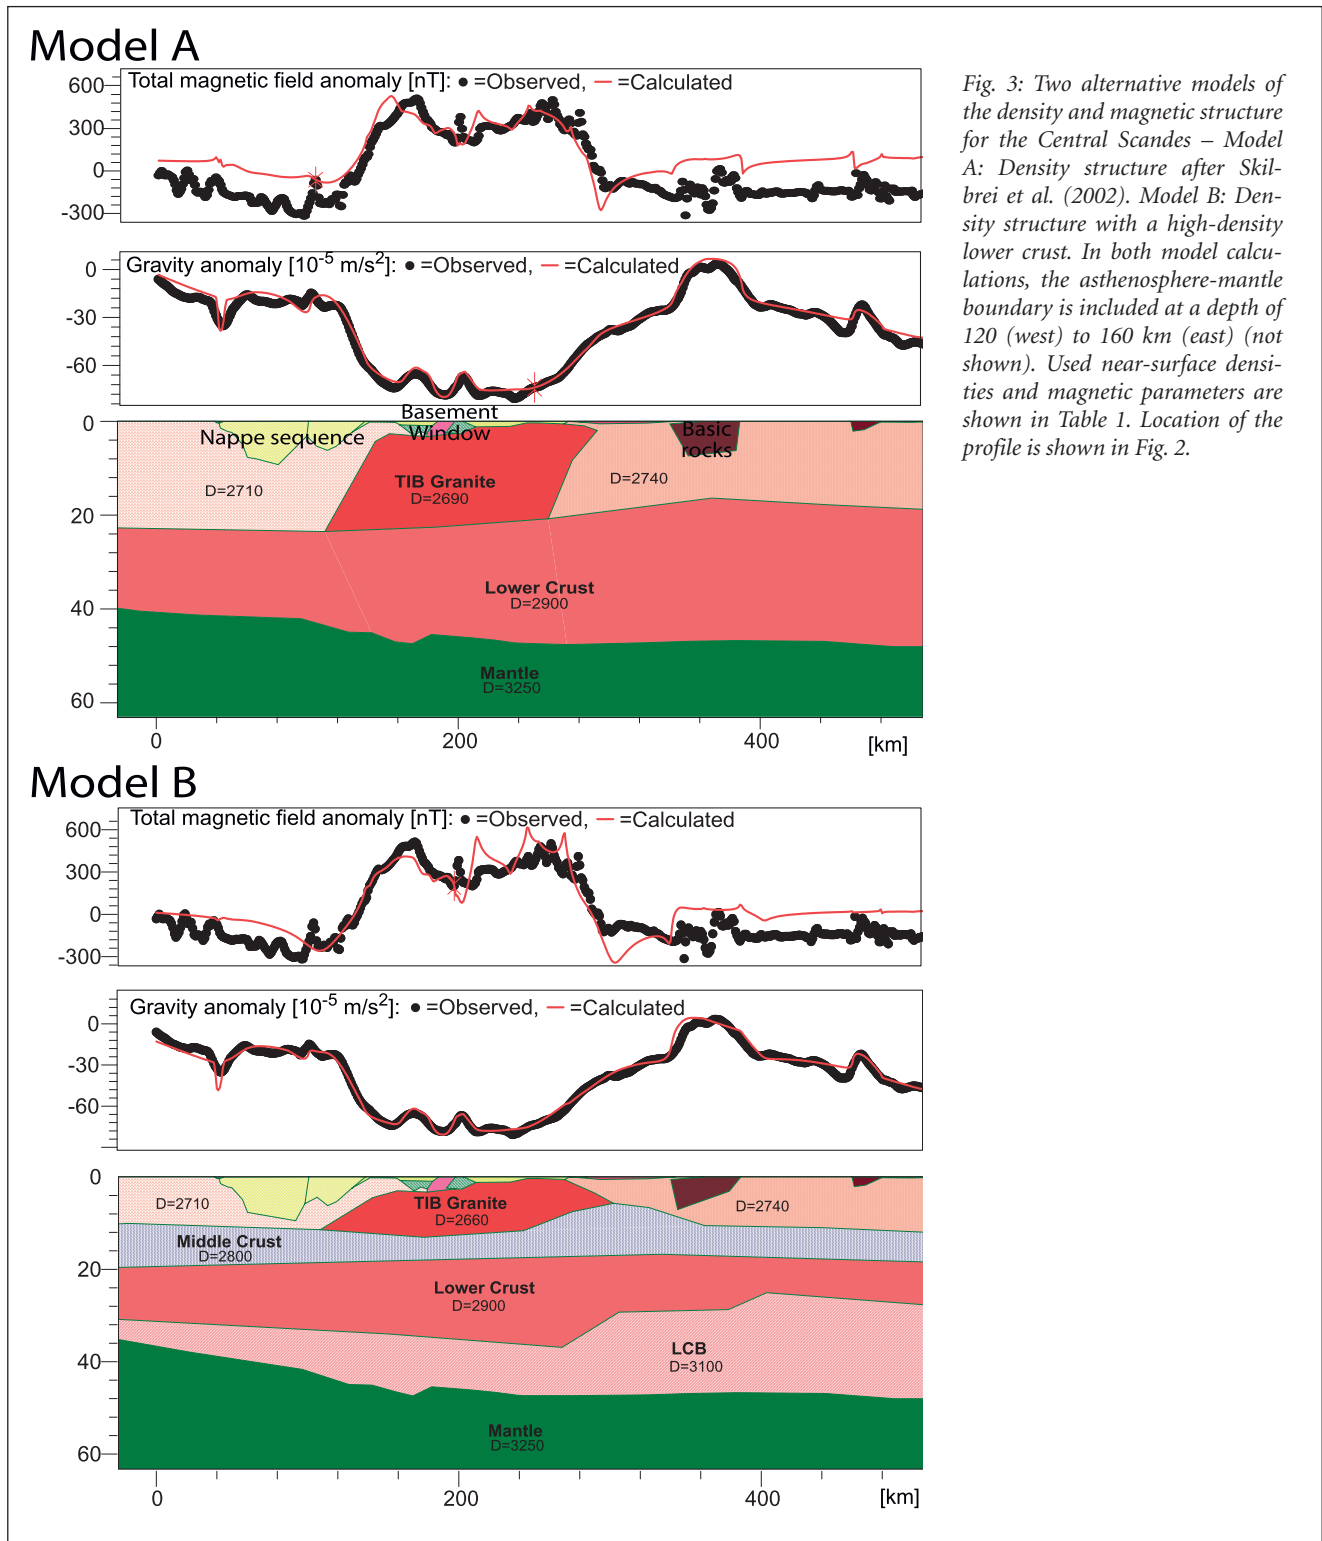 Model A
Total magnetic field anomaly [nT]: ●=Observed, —=Calculated
600
300
0
-300
Gravity anomaly [10-5 m/s2]: ●=Observed, —=Calculated
0
-30
-60
Basement
Window
Nappe sequence
Basic
rocks
TIB Granite
D=2690
D=2710
D=2740
Lower Crust
D=2900
Mantle
D=3250
0
20
40
60
0
200
400
[km]
Fig. 3: Two alternative models of
the density and magnetic structure
for the Central Scandes – Model
A: Density structure after Skil-
brei et al. (2002). Model B: Den-
sity structure with a high-density
lower crust. In both model calcu-
lations, the asthenosphere-mantle
boundary is included at a depth of
120 (west) to 160 km (east) (not
shown). Used near-surface densi-
ties and magnetic parameters are
shown in Table 1. Location of the
profile is shown in Fig. 2.
Model B
Total magnetic field anomaly [nT]: ●=Observed, —=Calculated
600
300
0
-300
Gravity anomaly [10-5 m/s2]: ●=Observed, —=Calculated
0
-30
-60
D=2710
TIB Granite
D=2660
D=2740
Middle Crust
D=2800
Lower Crust
D=2900
LCB
D=3100
Mantle
D=3250
0
20
40
60
0
200
400
[km]